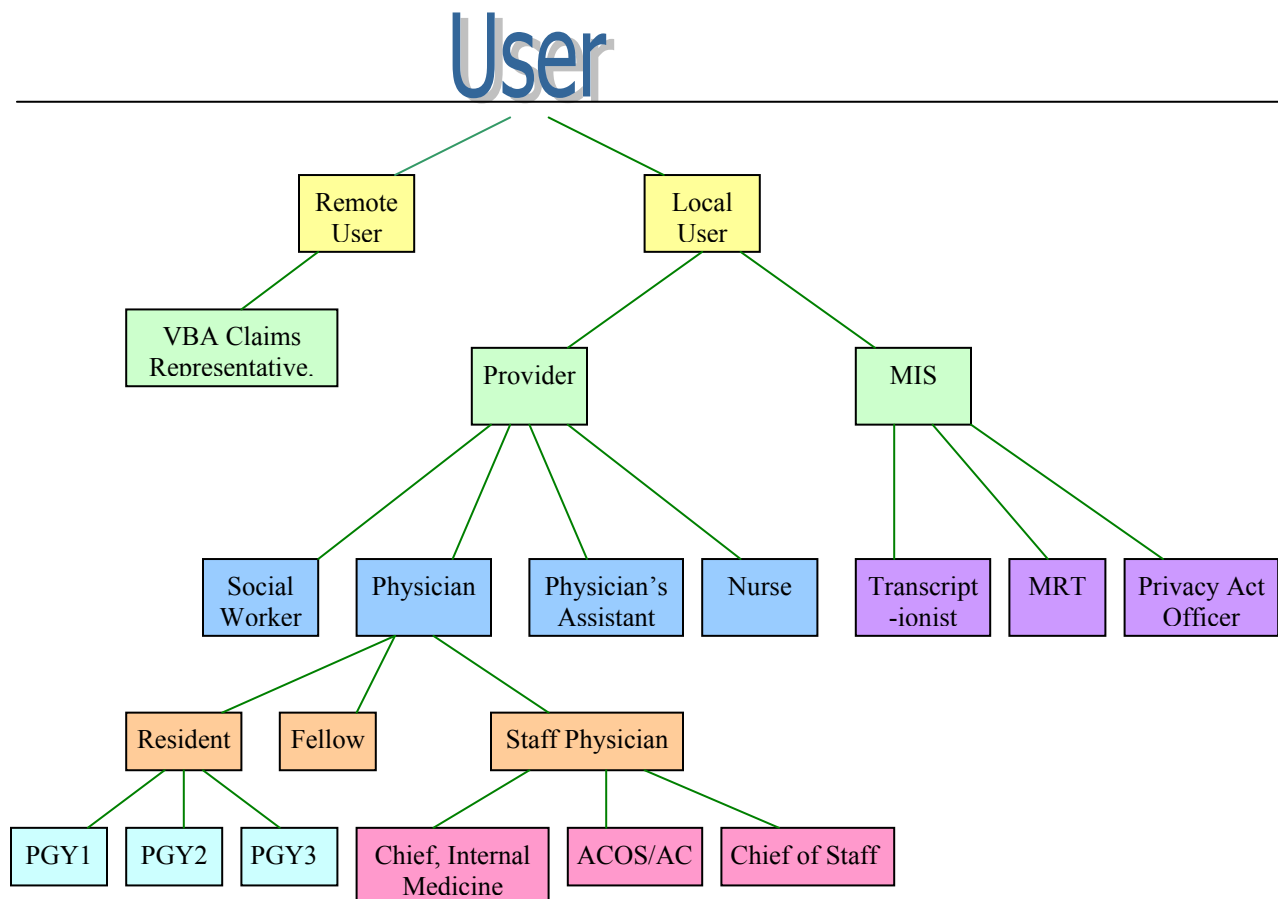 User
Remote
User
Local
User
VBA Claims
Representative.
Provider
MIS
Social
Worker
Physician
Physician’s
Assistant
Nurse
Transcript
-ionist
MRT
Privacy Act
Officer
Resident
Fellow
Staff Physician
PGY1
PGY2
PGY3
Chief, Internal
Medicine
ACOS/AC
Chief of Staff